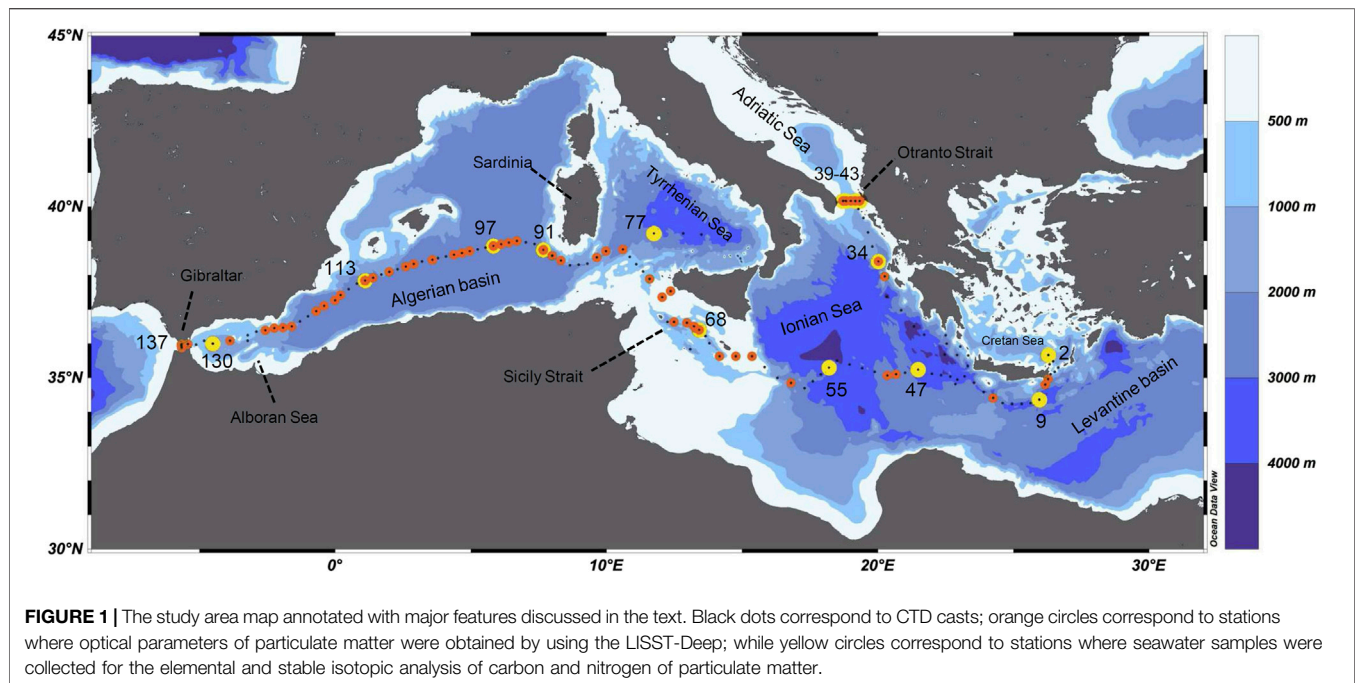 45°N
40°N
35°N
30°N
0°
10°E
20°E
30°E
Adriatic Sea
Otranto Strait
39-43
Sardinia
Tyrrhenian Sea
77
97
91
34
113
Gibraltar
Algerian basin
Ionian Sea
68
Cretan Sea
2
137
130
Sicily Strait
55
47
9
Levantine basin
Alboran Sea
500 m
1000 m
2000 m
3000 m
4000 m
Ocean Data View
FIGURE 1 | The study area map annotated with major features discussed in the text. Black dots correspond to CTD casts; orange circles correspond to stations
where optical parameters of particulate matter were obtained by using the LISST-Deep; while yellow circles correspond to stations where seawater samples were
collected for the elemental and stable isotopic analysis of carbon and nitrogen of particulate matter.